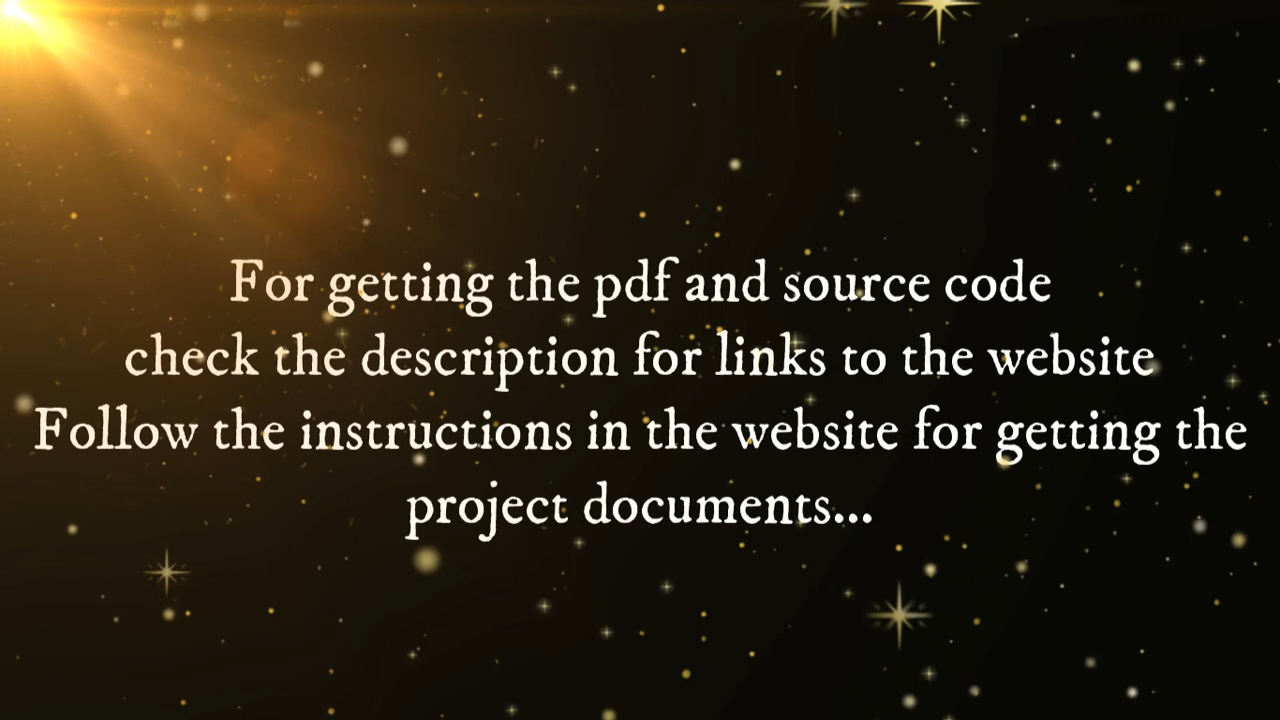 For getting the pdf and source code
check the description for links to the website
Follow the instructions in the website for getting the
project documents...